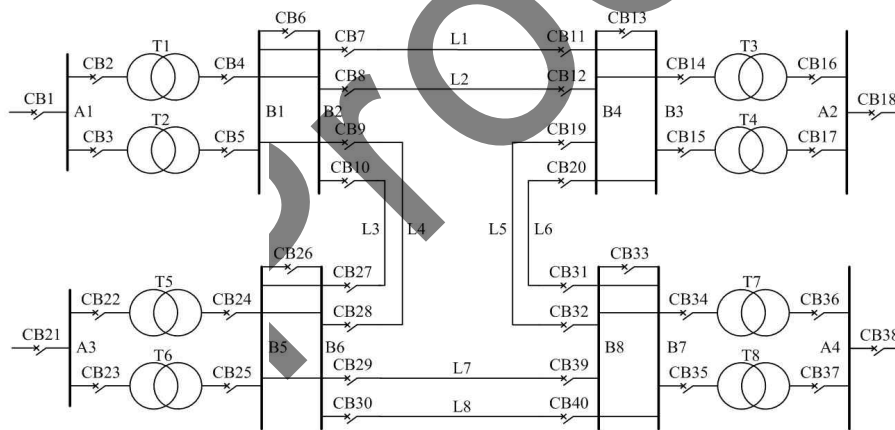 CB6 CB13
CB7 L1 CB11
T1 T3
CB2 CB4 CB14 CB16
CB8 L2 CB12
CB1 A1 B1 B2 B4 B3 A2 CB18
T2 T4
CB3 CB5 CB9 CB19 CB15 CB17
CB10 CB20
L3 L4 L5 L6
CB26 CB33
T5 CB27 CB31 T7
CB22 CB24 CB34 CB36
CB28 CB32
CB21 A3 B5 B6 B8 B7 A4 CB38
T6 T8
CB23 CB25 CB29 L7 CB39 CB35 CB37
CB30 L8 CB40